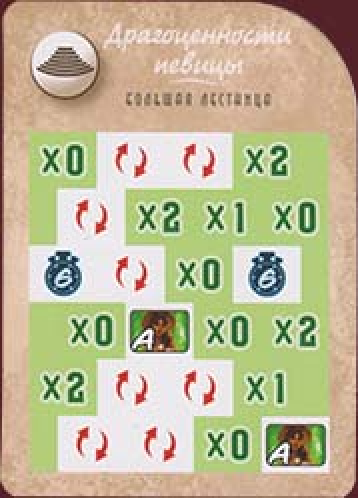 Драгоценности
певицы
БОЛЬШАЯ ЛЕСТНИЦА
x0 x2
x2 x1 x0
6 x0 6
x0 A x0 x2
x2 x1
x0 A